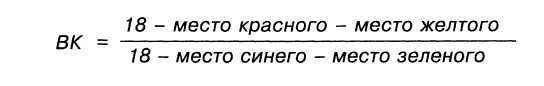 18 – место красного – место желтого
ВК =
18 – место синего – место зеленого